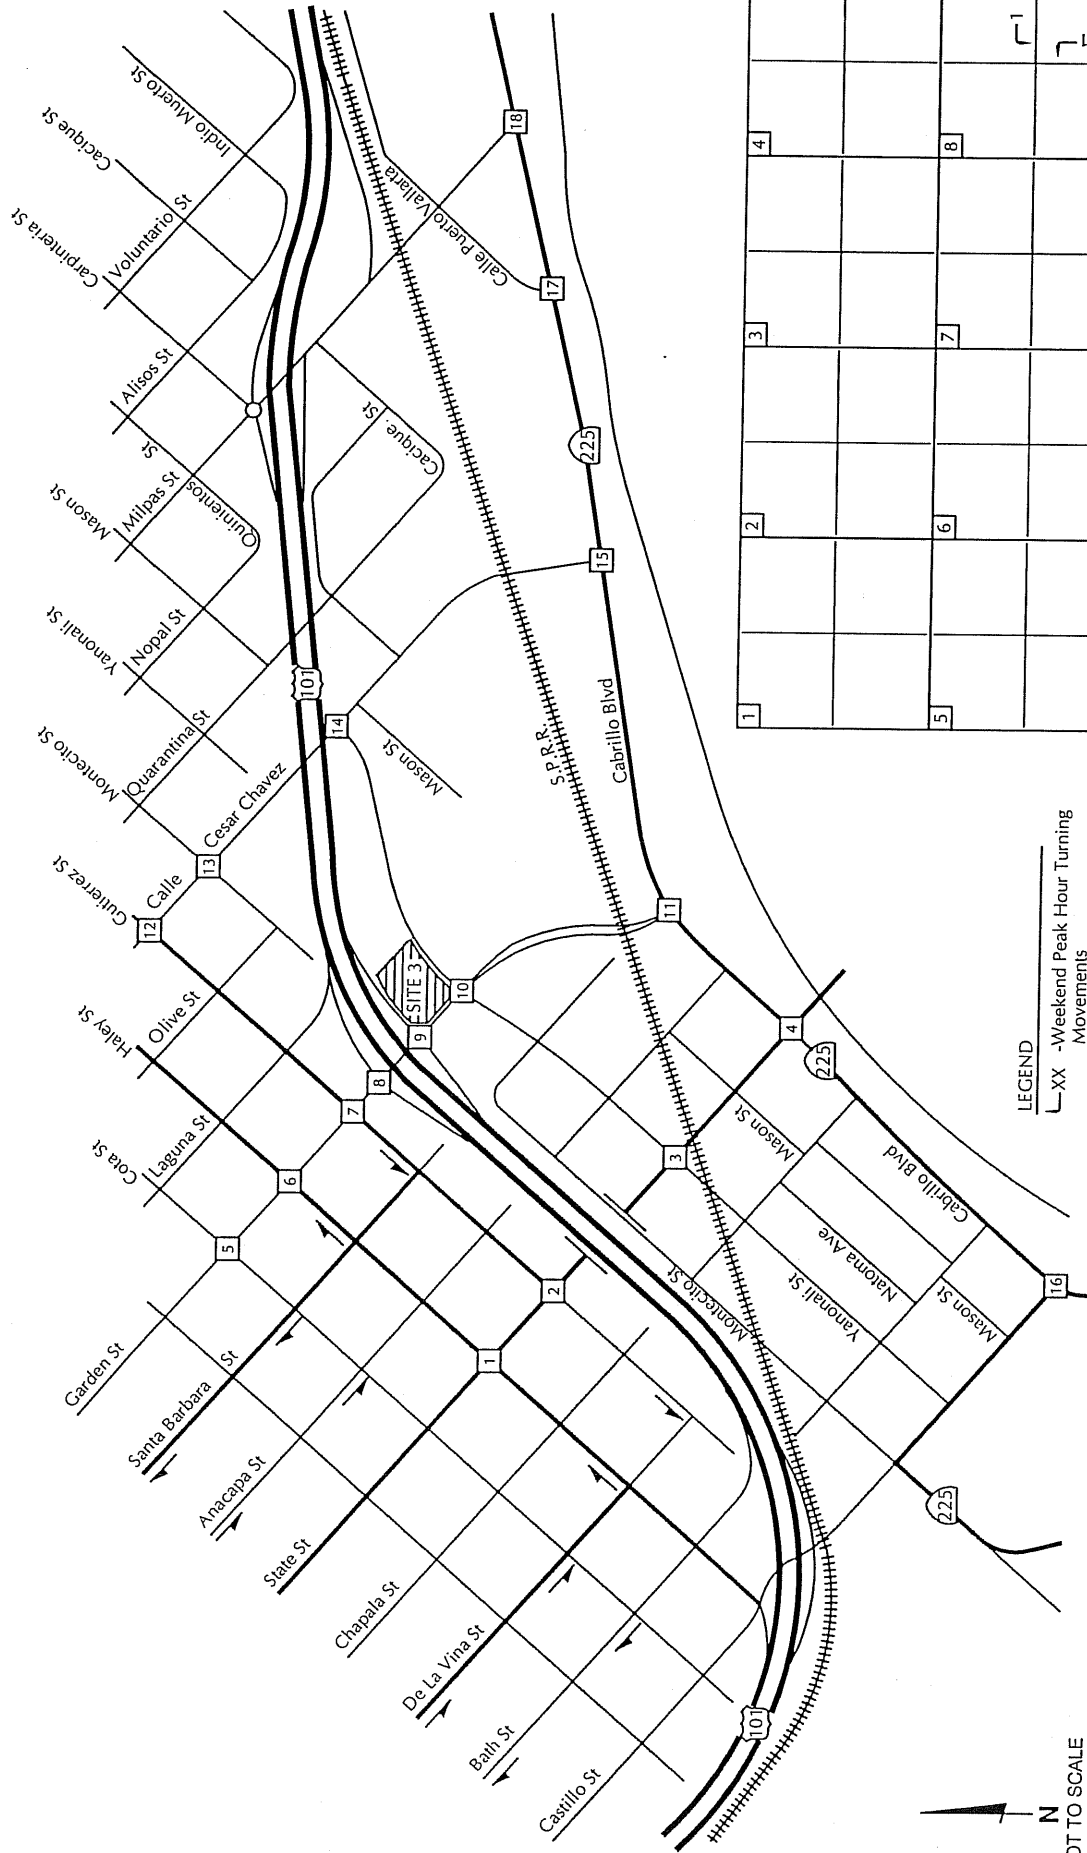 Indio Muerto St
Cacique St
Carpinteria St
Voluntario St
Alisos St
Quinientos St
Milpas St
Mason St
Nopal St
Yanonali St
Quarantina St
Montecito St
Calle Cesar Chavez
Gutierrez St
Olive St
Haley St
Laguna St
Cota St
Garden St
Santa Barbara St
Anacapa St
State St
Chapala St
De La Vina St
Bath St
Castillo St
Cacique St
Calle Puerto Vallarta
Mason St
S.P.R.R.
Cabrillo Blvd
SITE 3
Montecito St
Mason St
Yanonali St
Natoma Ave
Mason St
Cabrillo Blvd
101
101
225
225
225
1
2
3
4
5
6
7
8
9
10
11
12
13
14
15
16
17
18
1
2
3
4
5
6
7
8
1
LEGEND
XX -Weekend Peak Hour Turning
Movements
N
OT TO SCALE